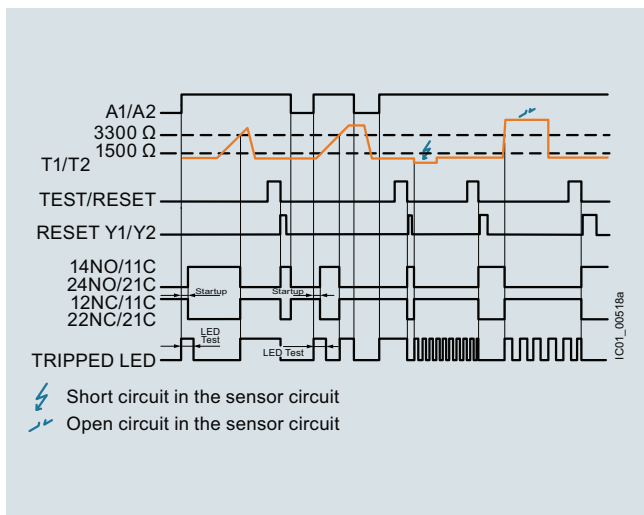 A1/A2
3300 Ω
1500 Ω
T1/T2
TEST/RESET
RESET Y1/Y2
14NO/11C
24NO/21C
12NC/11C
22NC/21C
Startup
Startup
LED
Test
LED Test
TRIPPED LED
IC01_00518a
Short circuit in the sensor circuit
Open circuit in the sensor circuit